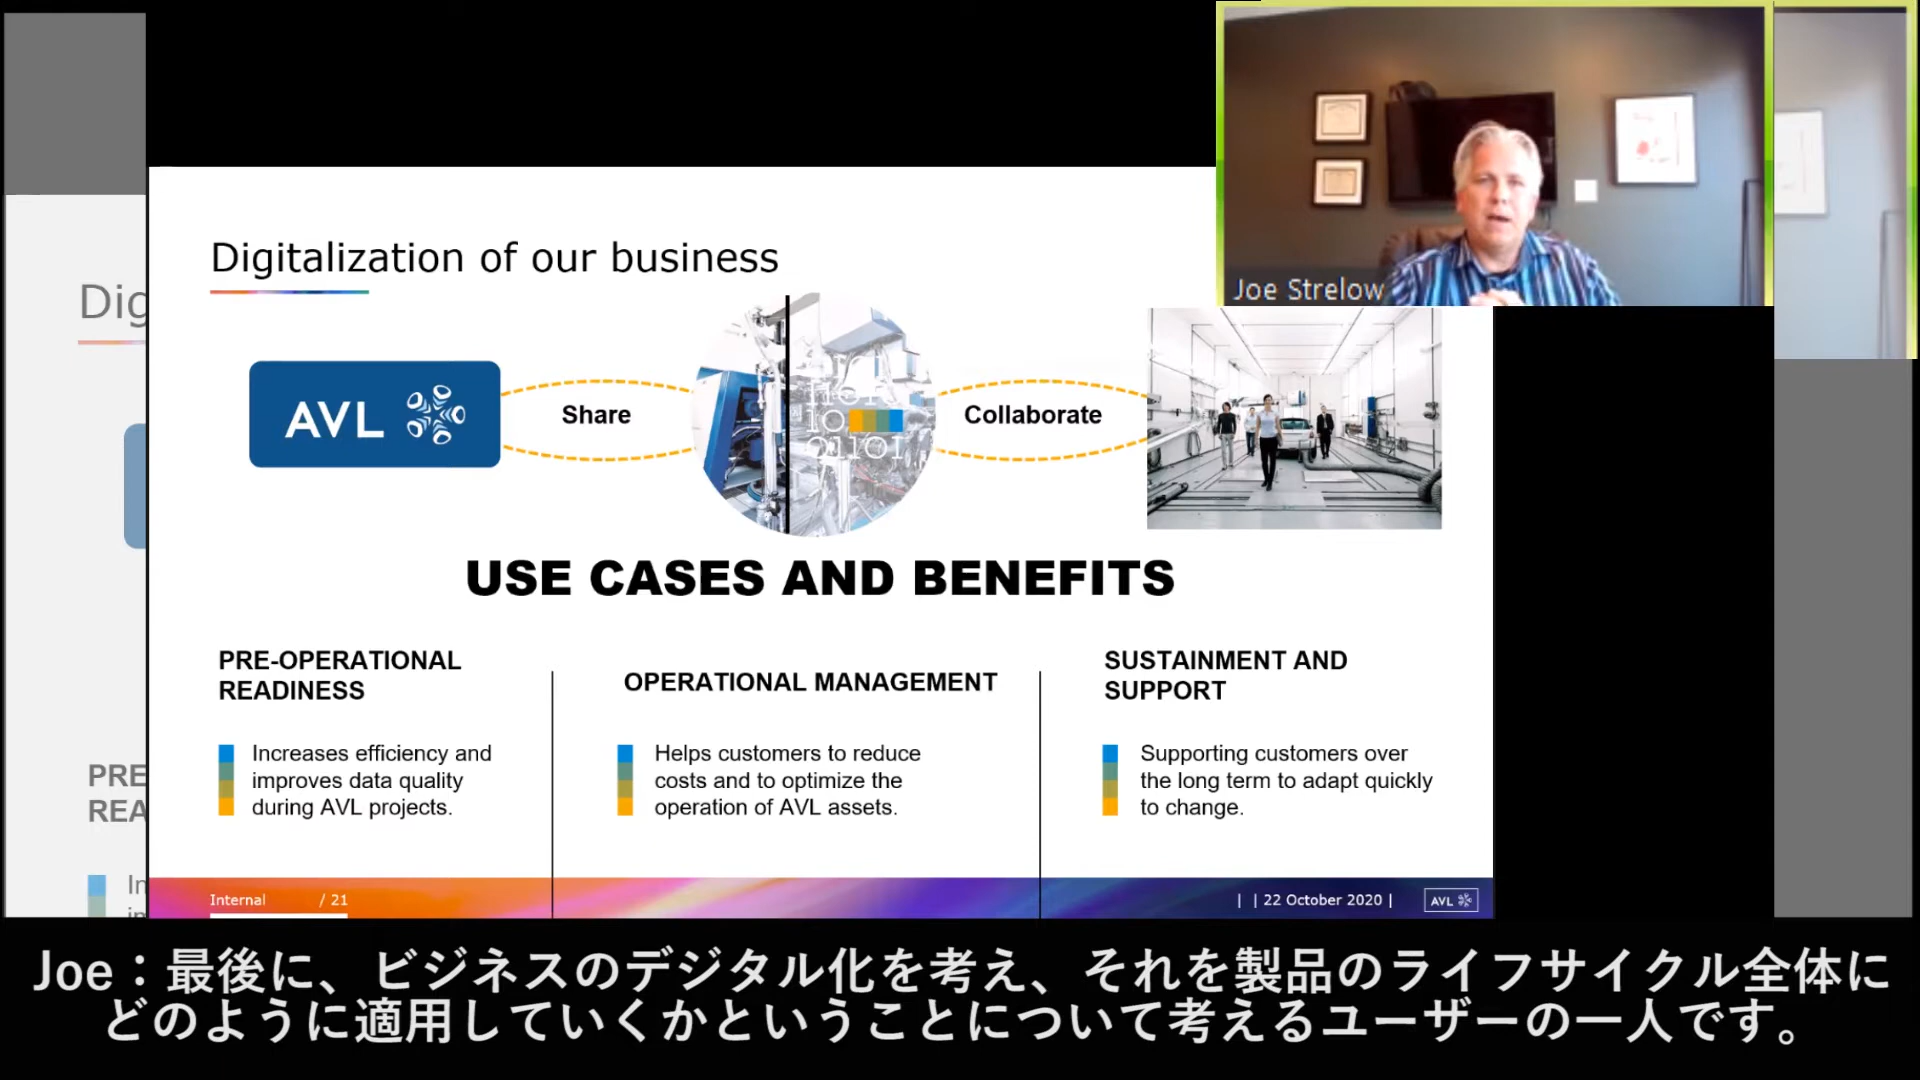 Joe Strelow
Digitalization of our business
Dig
AVL
Share
Collaborate
USE CASES AND BENEFITS
PRE-OPERATIONAL
READINESS
OPERATIONAL MANAGEMENT
SUSTAINMENT AND
SUPPORT
PRE
REA
Increases efficiency and
improves data quality
during AVL projects.
Helps customers to reduce
costs and to optimize the
operation of AVL assets.
Supporting customers over
the long term to adapt quickly
to change.
In
Internal / 21
| | 22 October 2020 |
AVL
Joe：最後に、ビジネスのデジタル化を考え、それを製品のライフサイクル全体に
どのように適用していくかということについて考えるユーザーの一人です。